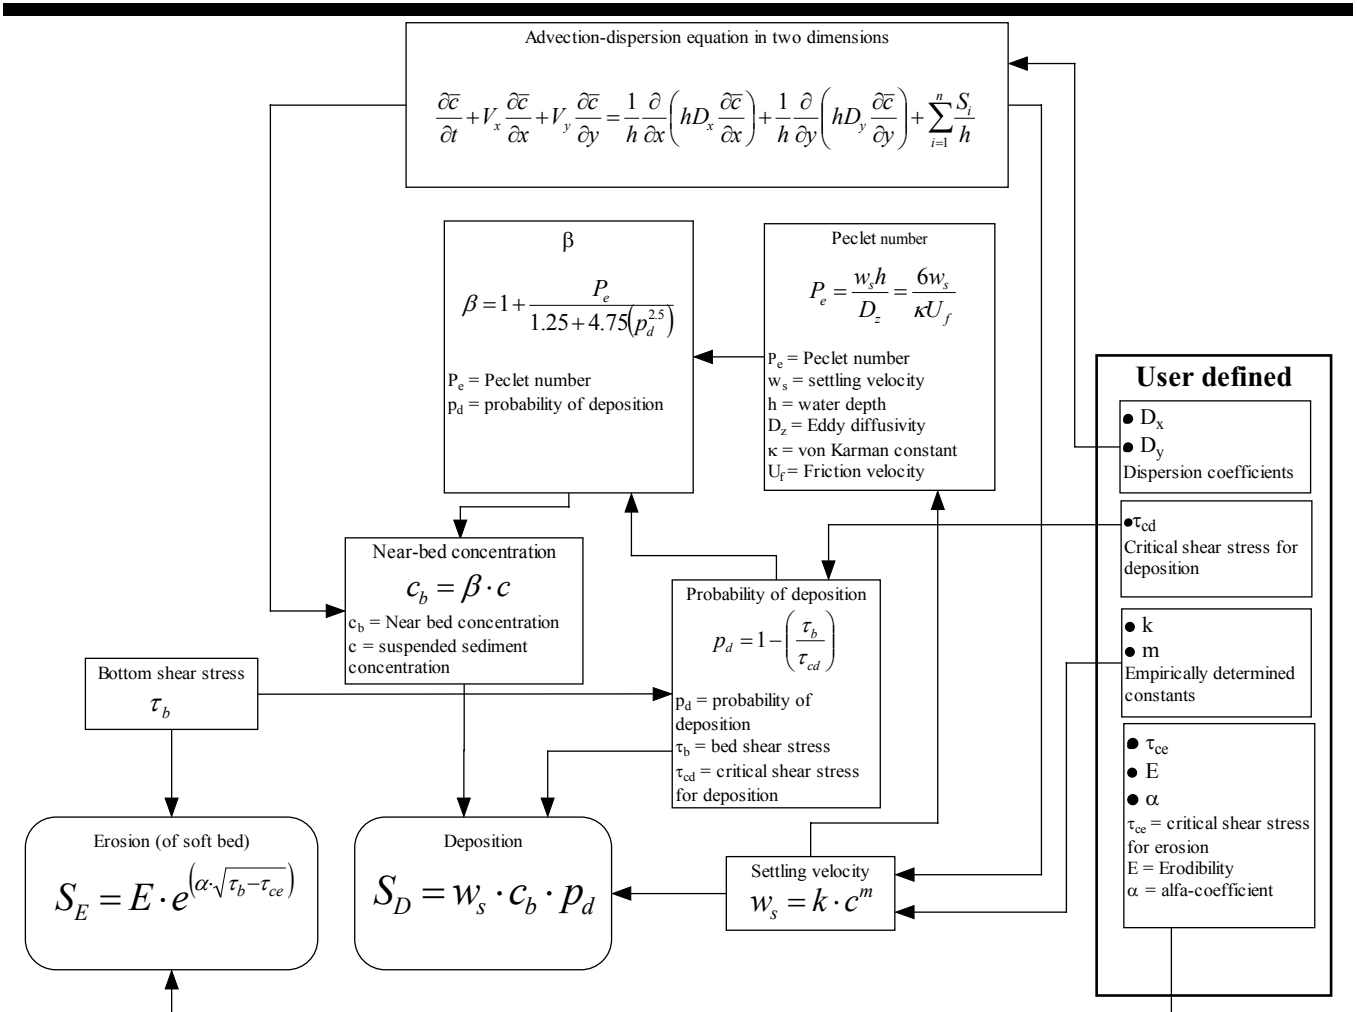 Advection-dispersion equation in two dimensions
∂c̅/∂t + V_x ∂c̅/∂x + V_y ∂c̅/∂y = 1/h ∂/∂x (hD_x ∂c̅/∂x) + 1/h ∂/∂y (hD_y ∂c̅/∂y) + ∑_{i=1}^{n} S_i/h
β
β = 1 + P_e/(1.25 + 4.75(p_d^{2.5}))
P_e = Peclet number
p_d = probability of deposition
Peclet number
P_e = w_s h/D_z = 6w_s/κU_f
P_e = Peclet number
w_s = settling velocity
h = water depth
D_z = Eddy diffusivity
κ = von Karman constant
U_f = Friction velocity
User defined
● D_x
● D_y
Dispersion coefficients
●τ_cd
Critical shear stress for
deposition
● k
● m
Empirically determined
constants
● τ_ce
● E
● α
τ_ce = critical shear stress
for erosion
E = Erodibility
α = alfa-coefficient
Near-bed concentration
c_b = β · c
c_b = Near bed concentration
c = suspended sediment
concentration
Probability of deposition
p_d = 1 − (τ_b/τ_cd)
p_d = probability of
deposition
τ_b = bed shear stress
τ_cd = critical shear stress
for deposition
Bottom shear stress
τ_b
Erosion (of soft bed)
S_E = E · e^{(α·√(τ_b−τ_ce))}
Deposition
S_D = w_s · c_b · p_d
Settling velocity
w_s = k · c^m